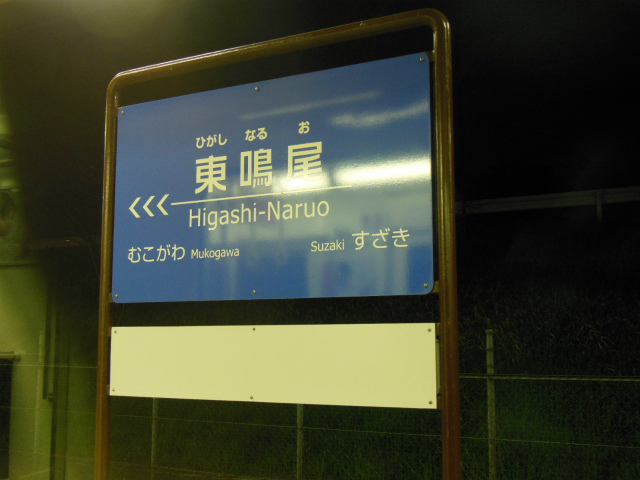 ひがし なる お
東鳴尾
<<<
Higashi-Naruo
むこがわ Mukogawa
Suzaki すざき